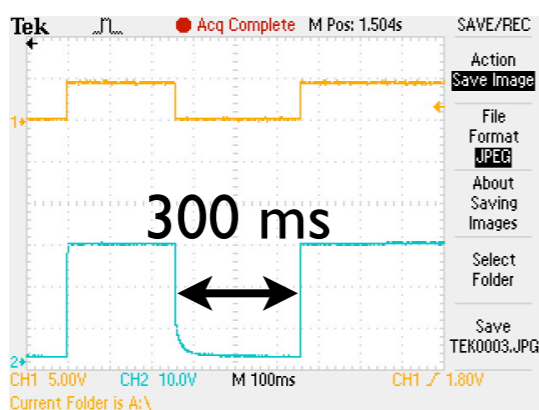 Tek Acq Complete M Pos: 1.504s SAVE/REC
Action
Save Image
File
Format
JPEG
About
Saving
Images
Select
Folder
Save
TEK0003.JPG
1
300 ms
2
CH1 5.00V CH2 10.0V M 100ms CH1 1.80V
Current Folder is A:\